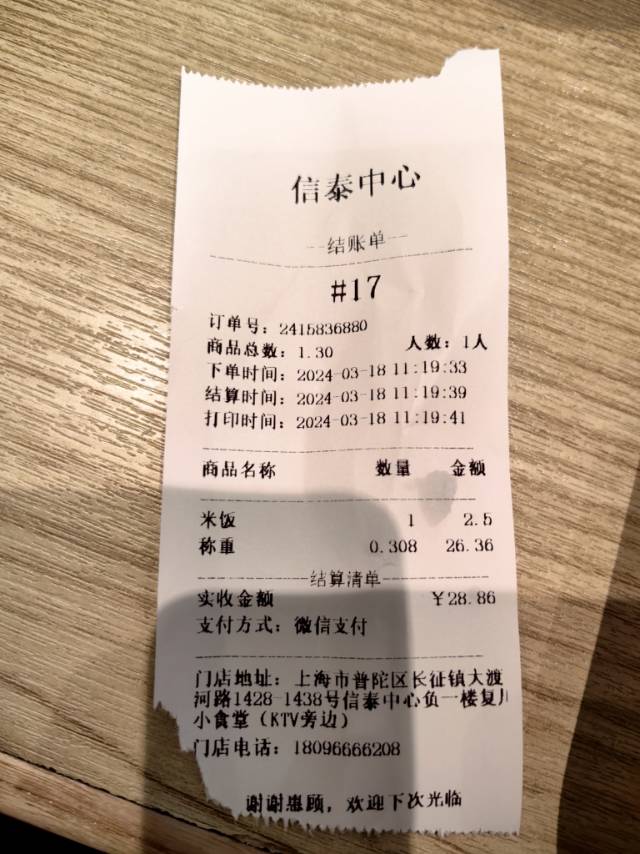 信泰中心
结账单
#17
订单号：2415836880
商品总数：1.30 人数：1人
下单时间：2024-03-18 11:19:33
结算时间：2024-03-18 11:19:39
打印时间：2024-03-18 11:19:41
商品名称 数量 金额
米饭 1 2.5
称重 0.308 26.36
结算清单
实收金额 ￥28.86
支付方式：微信支付
门店地址：上海市普陀区长征镇大渡
河路1428-1438号信泰中心负一楼复
小食堂（KTV旁边）
门店电话：18096666208
谢谢惠顾，欢迎下次光临